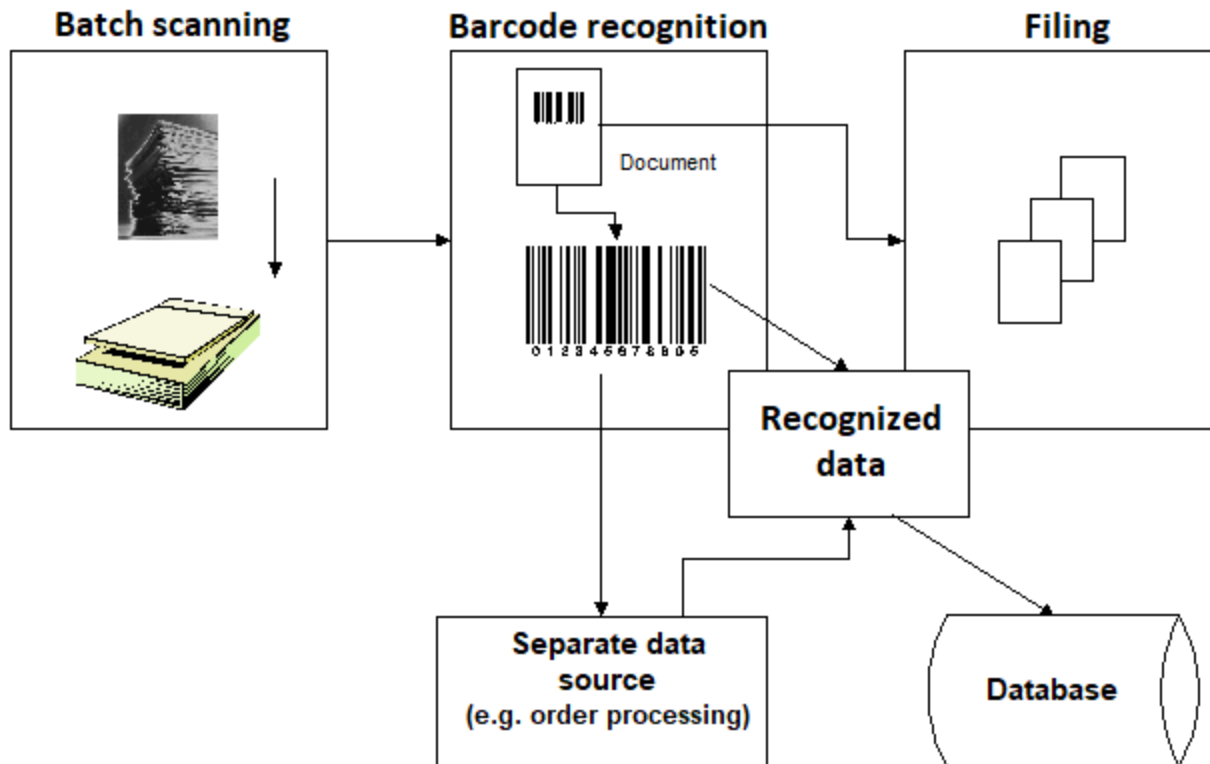 Batch scanning
Barcode recognition
Filing
Document
0 1 2 3 4 5 6 7 8 9 0 5
Recognized
data
Separate data
source
(e.g. order processing)
Database